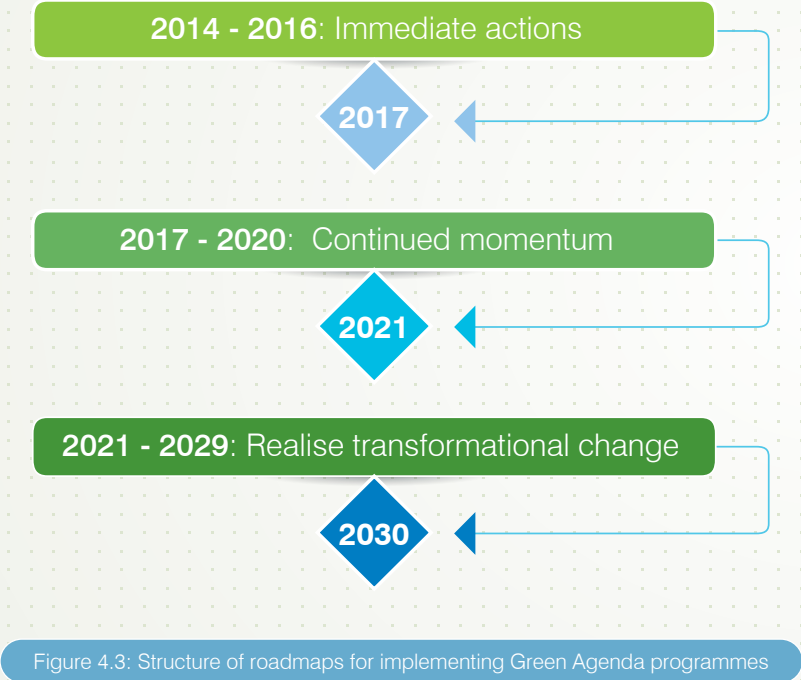 2014 - 2016: Immediate actions
2017
2017 - 2020: Continued momentum
2021
2021 - 2029: Realise transformational change
2030
Figure 4.3: Structure of roadmaps for implementing Green Agenda programmes